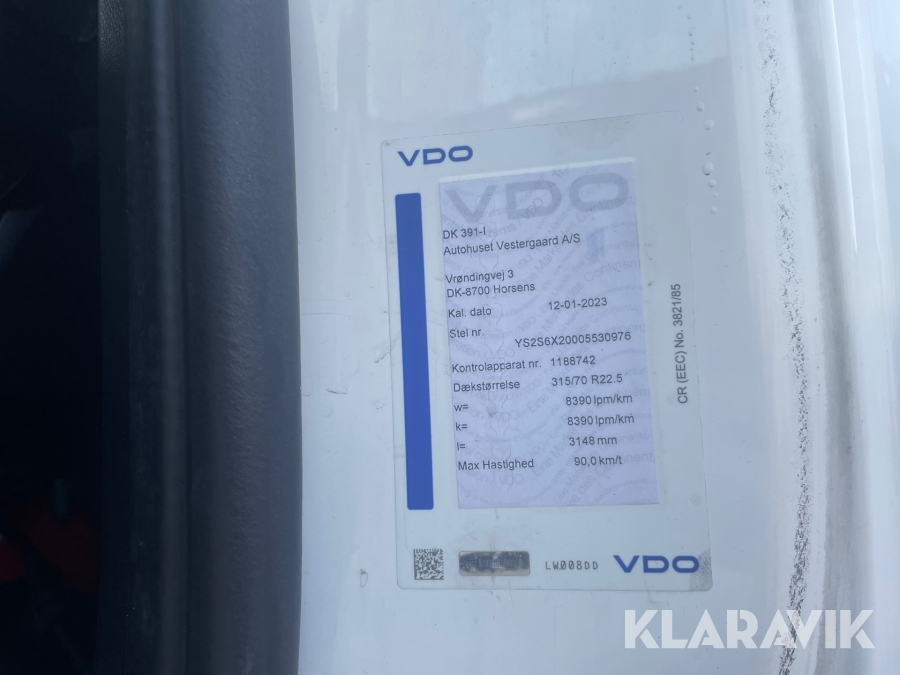 VDO
VDO
DK 391-I
Autohuset Vestergaard A/S
Vrøndingvej 3
DK-8700 Horsens
Kal. dato 12-01-2023
Stel nr. YS2S6X20005530976
Kontrolapparat nr. 1188742
Dækstørrelse 315/70 R22.5
w= 8390 lpm/km
k= 8390 lpm/km
l= 3148 mm
Max Hastighed 90,0 km/t
CR (EEC) No. 3821/85
LW008DD VDO
KLARAVIK